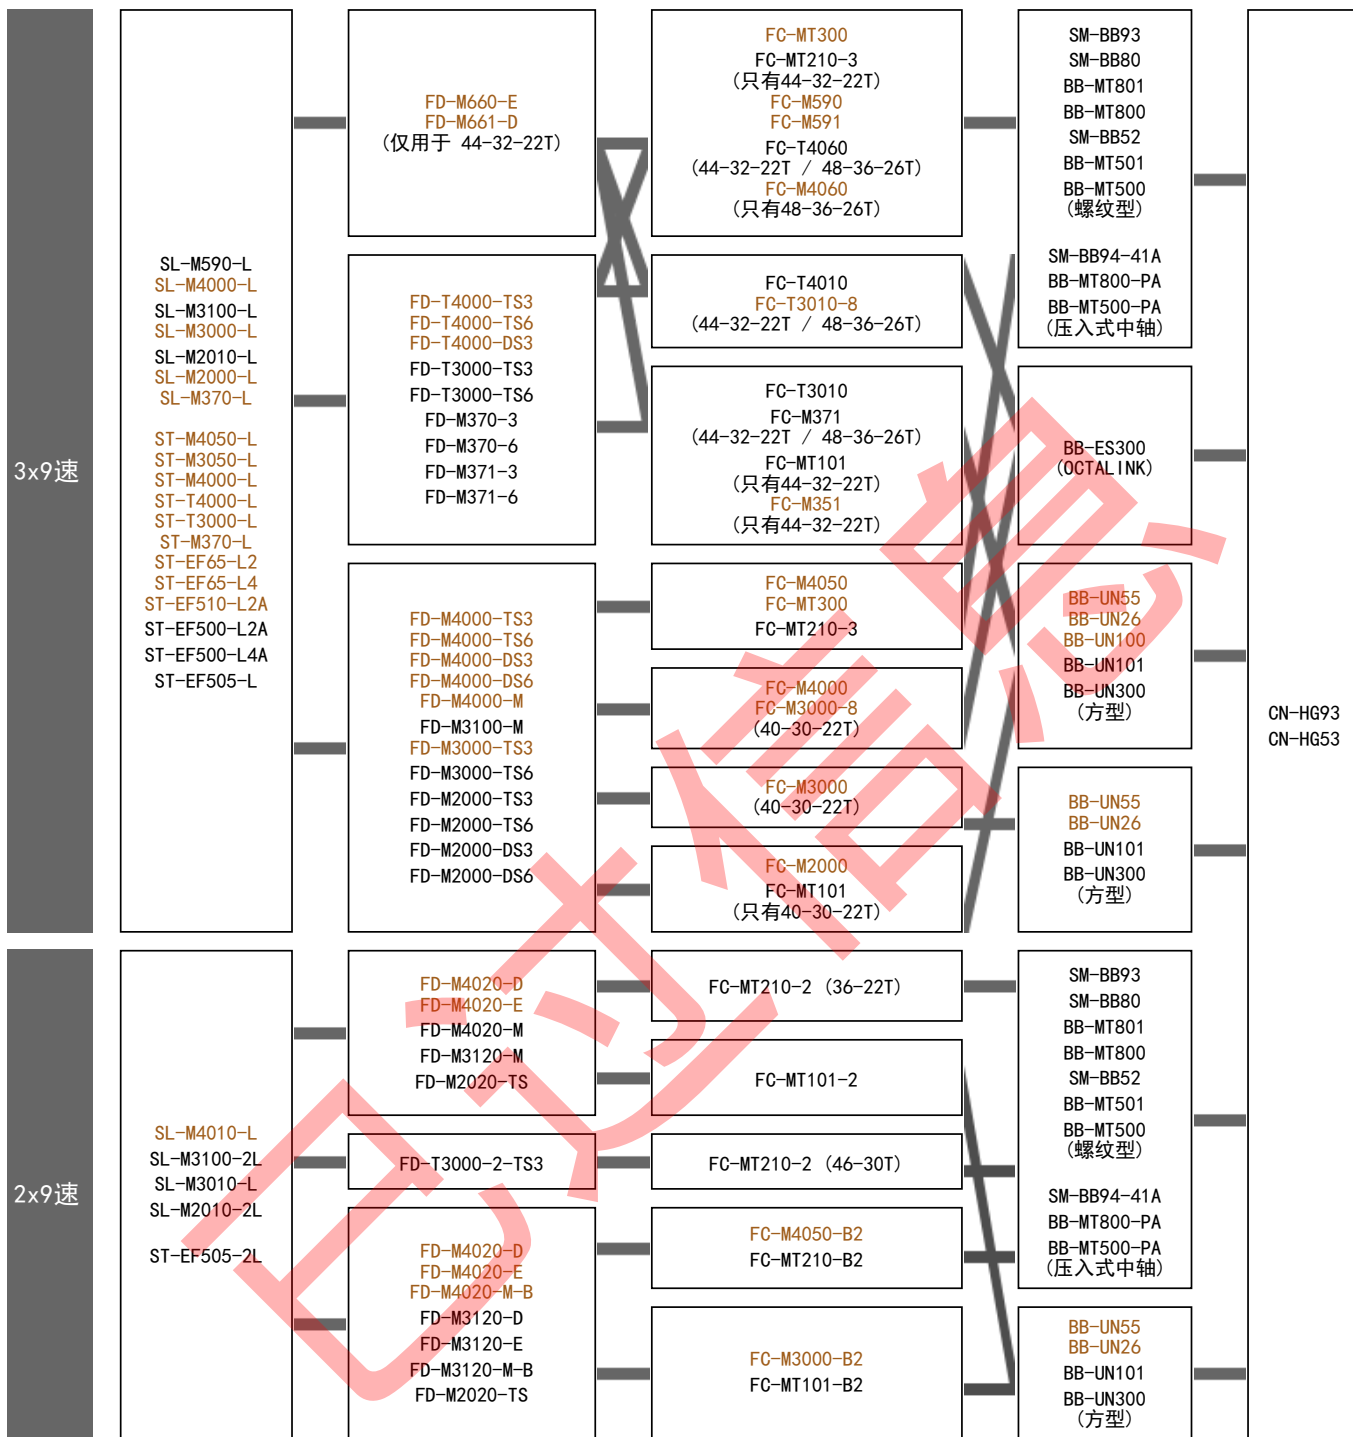 3x9速
SL-M590-L
SL-M4000-L
SL-M3100-L
SL-M3000-L
SL-M2010-L
SL-M2000-L
SL-M370-L
ST-M4050-L
ST-M3050-L
ST-M4000-L
ST-T4000-L
ST-T3000-L
ST-M370-L
ST-EF65-L2
ST-EF65-L4
ST-EF510-L2A
ST-EF500-L2A
ST-EF500-L4A
ST-EF505-L
FD-M660-E
FD-M661-D
(仅用于 44-32-22T)
FD-T4000-TS3
FD-T4000-TS6
FD-T4000-DS3
FD-T3000-TS3
FD-T3000-TS6
FD-M370-3
FD-M370-6
FD-M371-3
FD-M371-6
FD-M4000-TS3
FD-M4000-TS6
FD-M4000-DS3
FD-M4000-DS6
FD-M4000-M
FD-M3100-M
FD-M3000-TS3
FD-M3000-TS6
FD-M2000-TS3
FD-M2000-TS6
FD-M2000-DS3
FD-M2000-DS6
FC-MT300
FC-MT210-3
(只有44-32-22T)
FC-M590
FC-M591
FC-T4060
(44-32-22T / 48-36-26T)
FC-M4060
(只有48-36-26T)
FC-T4010
FC-T3010-8
(44-32-22T / 48-36-26T)
FC-T3010
FC-M371
(44-32-22T / 48-36-26T)
FC-MT101
(只有44-32-22T)
FC-M351
(只有44-32-22T)
FC-M4050
FC-MT300
FC-MT210-3
FC-M4000
FC-M3000-8
(40-30-22T)
FC-M3000
(40-30-22T)
FC-M2000
FC-MT101
(只有40-30-22T)
SM-BB93
SM-BB80
BB-MT801
BB-MT800
SM-BB52
BB-MT501
BB-MT500
(螺纹型)
SM-BB94-41A
BB-MT800-PA
BB-MT500-PA
(压入式中轴)
BB-ES300
(OCTALINK)
BB-UN55
BB-UN26
BB-UN100
BB-UN101
BB-UN300
(方型)
BB-UN55
BB-UN26
BB-UN101
BB-UN300
(方型)
CN-HG93
CN-HG53
2x9速
SL-M4010-L
SL-M3100-2L
SL-M3010-L
SL-M2010-2L
ST-EF505-2L
FD-M4020-D
FD-M4020-E
FD-M4020-M
FD-M3120-M
FD-M2020-TS
FD-T3000-2-TS3
FD-M4020-D
FD-M4020-E
FD-M4020-M-B
FD-M3120-D
FD-M3120-E
FD-M3120-M-B
FD-M2020-TS
FC-MT210-2 (36-22T)
FC-MT101-2
FC-MT210-2 (46-30T)
FC-M4050-B2
FC-MT210-B2
FC-M3000-B2
FC-MT101-B2
SM-BB93
SM-BB80
BB-MT801
BB-MT800
SM-BB52
BB-MT501
BB-MT500
(螺纹型)
SM-BB94-41A
BB-MT800-PA
BB-MT500-PA
(压入式中轴)
BB-UN55
BB-UN26
BB-UN101
BB-UN300
(方型)
已过信息